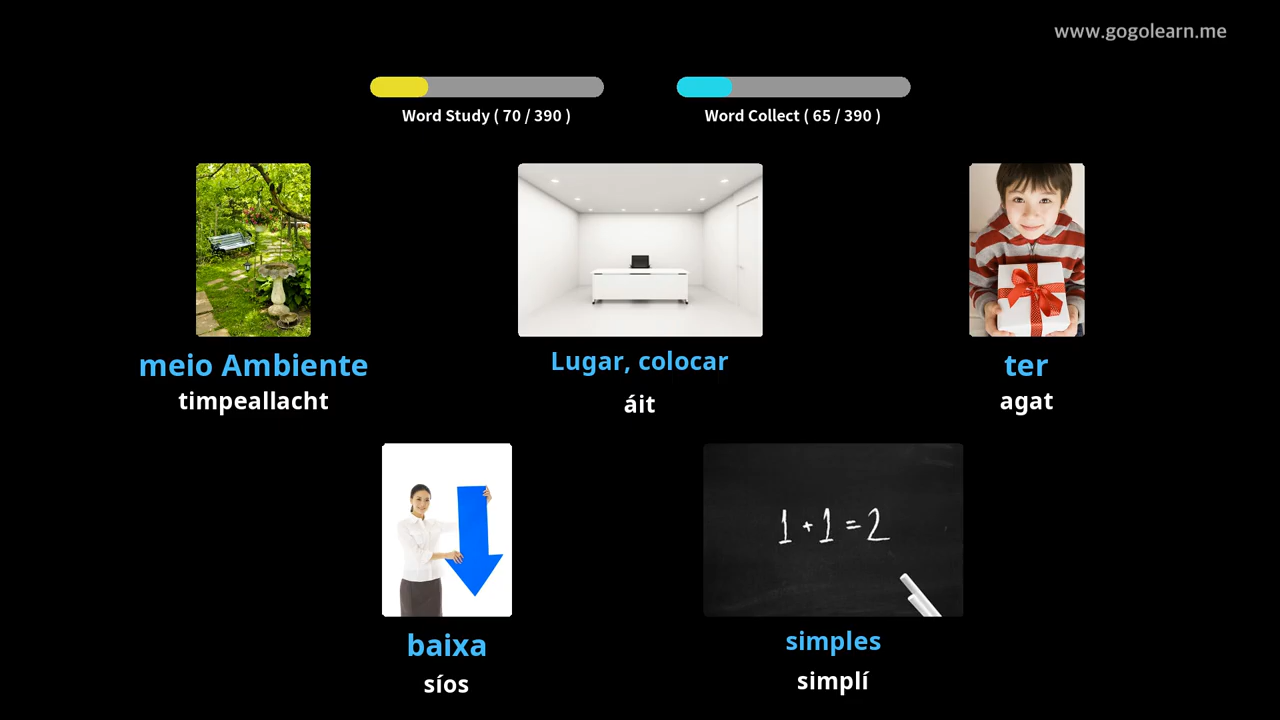 www.gogolearn.me
Word Study ( 70 / 390 )
Word Collect ( 65 / 390 )
meio Ambiente
timpeallacht
Lugar, colocar
áit
ter
agat
baixa
síos
1 + 1 = 2
simples
simplí